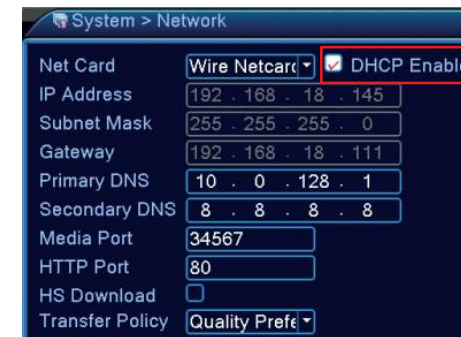 System > Network
Net Card Wire Netcarc DHCP Enable
IP Address 192 . 168 . 18 . 145
Subnet Mask 255 . 255 . 255 . 0
Gateway 192 . 168 . 18 . 111
Primary DNS 10 . 0 . 128 . 1
Secondary DNS 8 . 8 . 8 . 8
Media Port 34567
HTTP Port 80
HS Download
Transfer Policy Quality Prefe